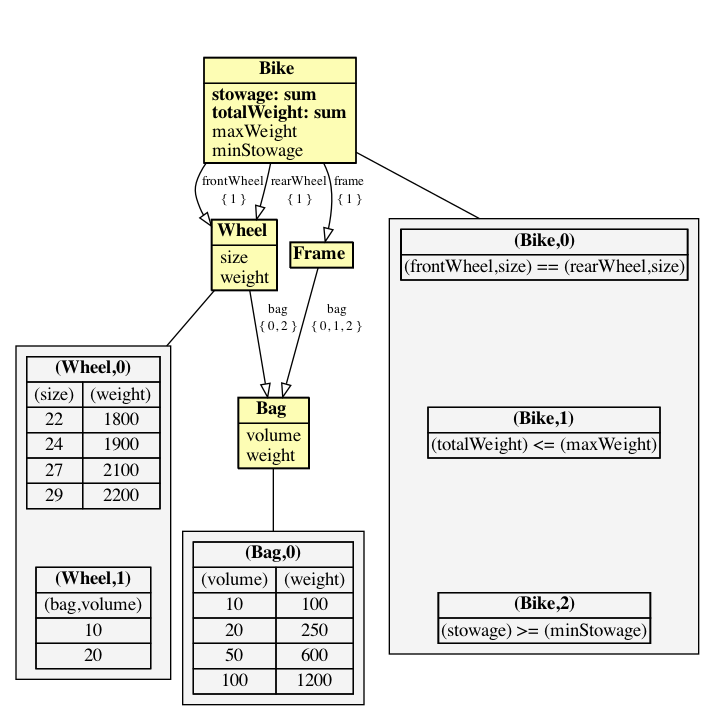 Bike
stowage: sum
totalWeight: sum
maxWeight
minStowage
frontWheel
{ 1 }
rearWheel
{ 1 }
frame
{ 1 }
Wheel
size
weight
Frame
bag
{ 0, 2 }
bag
{ 0, 1, 2 }
Bag
volume
weight
(Bike,0)
(frontWheel,size) == (rearWheel,size)
(Bike,1)
(totalWeight) <= (maxWeight)
(Bike,2)
(stowage) >= (minStowage)
(Wheel,0)
(size) (weight)
22 1800
24 1900
27 2100
29 2200
(Wheel,1)
(bag,volume)
10
20
(Bag,0)
(volume) (weight)
10 100
20 250
50 600
100 1200